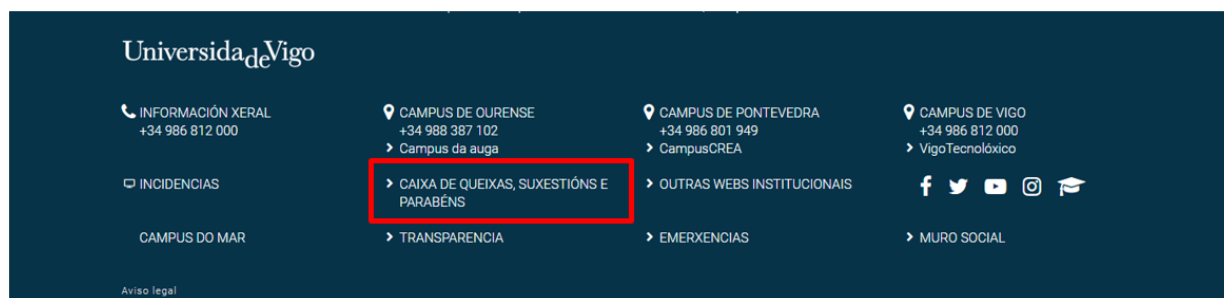 UniversidadeVigo
INFORMACIÓN XERAL
+34 986 812 000
CAMPUS DE OURENSE
+34 988 387 102
Campus da auga
CAMPUS DE PONTEVEDRA
+34 986 801 949
CampusCREA
CAMPUS DE VIGO
+34 986 812 000
VigoTecnolóxico
INCIDENCIAS
CAIXA DE QUEIXAS, SUXESTIÓNS E
PARABÉNS
OUTRAS WEBS INSTITUCIONAIS
CAMPUS DO MAR
TRANSPARENCIA
EMERXENCIAS
MURO SOCIAL
Aviso legal